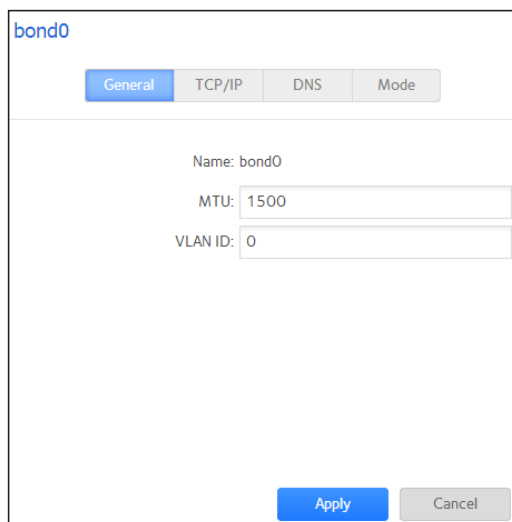 bond0
General TCP/IP DNS Mode
Name: bond0
MTU: 1500
VLAN ID: 0
Apply Cancel